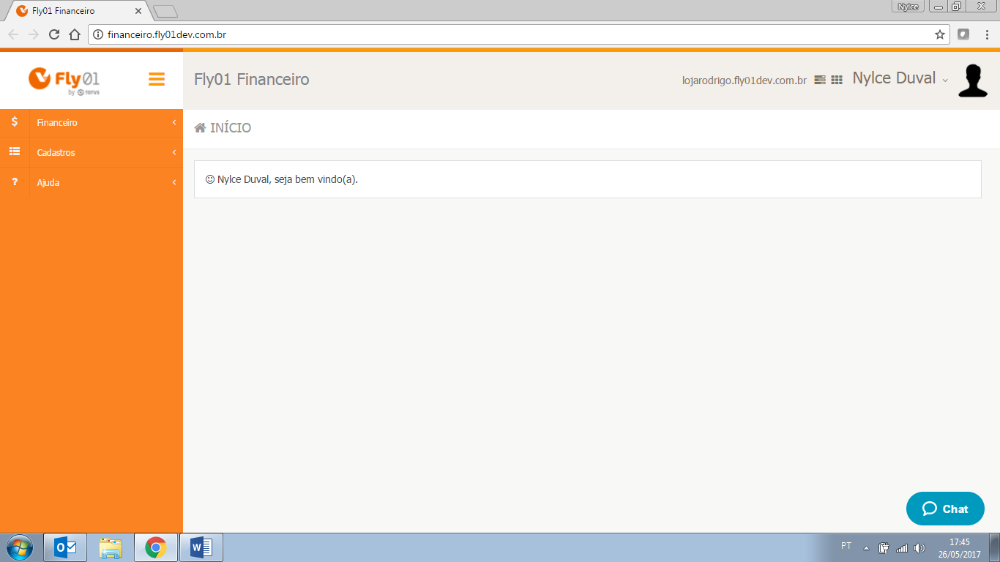 Fly01 Financeiro
Nylce
financeiro.fly01dev.com.br
Fly01
by TOTVS
Fly01 Financeiro
lojarodrigo.fly01dev.com.br
Nylce Duval
$ Financeiro
Cadastros
? Ajuda
INÍCIO
Nylce Duval, seja bem vindo(a).
Chat
PT
17:45
26/05/2017